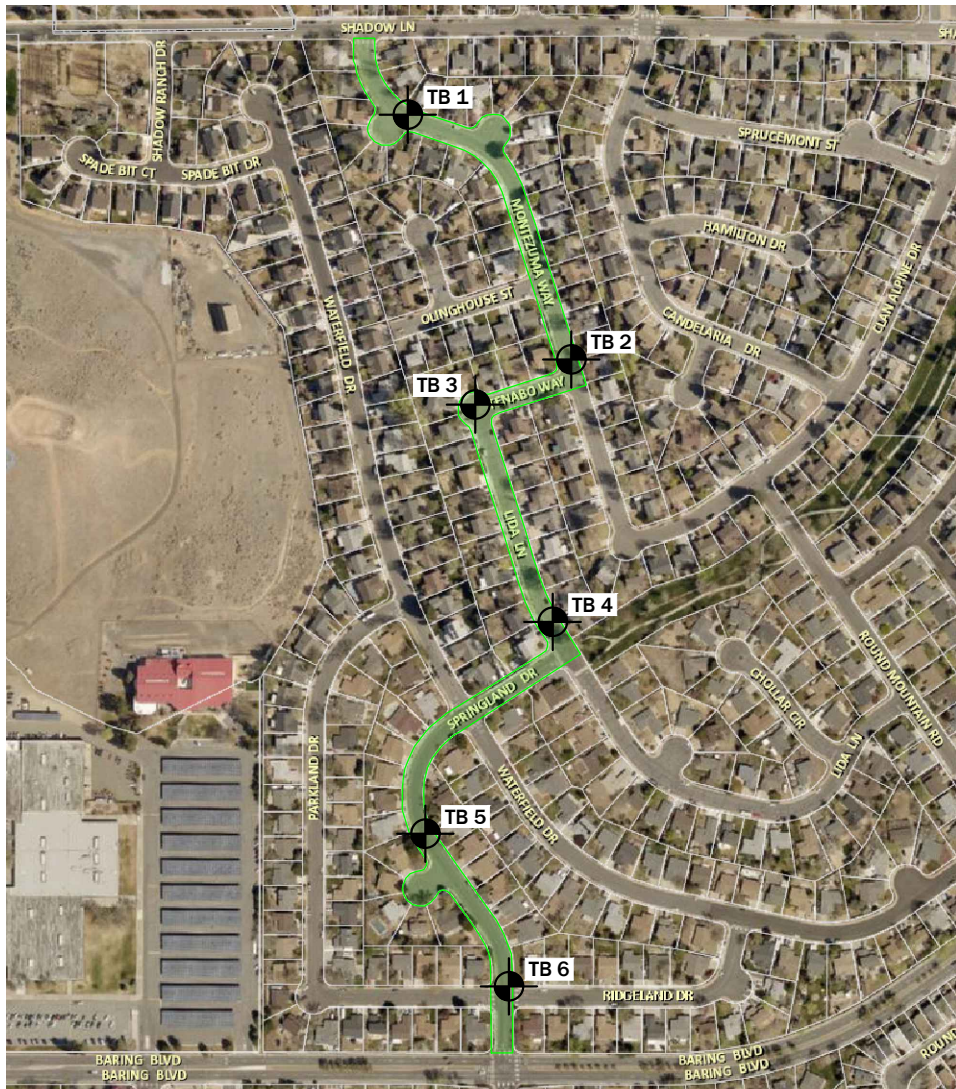 SHADOW LN
SHADOW RANCH DR
TB 1
SPRUCEMONT ST
SPADE BIT CT
SPADE BIT DR
MONTEZUMA WAY
HAMILTON DR
CLAN ALPINE DR
OLINGHOUSE ST
WATERFIELD DR
CANDELARIA DR
TB 2
TB 3
TENABO WAY
LIDA LN
TB 4
ROUND MOUNTAIN RD
CHOLLAR CIR
SPRINGLAND DR
LIDA LN
PARKLAND DR
WATERFIELD DR
TB 5
TB 6
RIDGELAND DR
BARING BLVD
BARING BLVD
BARING BLVD
BARING BLVD